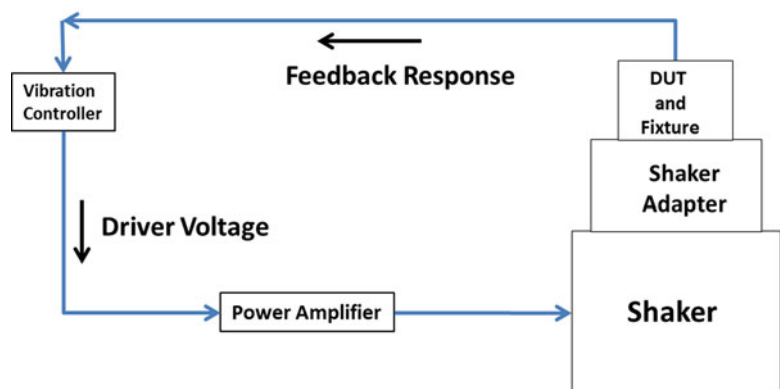 Feedback Response
Vibration
Controller
DUT
and
Fixture
Shaker
Adapter
Driver Voltage
Power Amplifier
Shaker